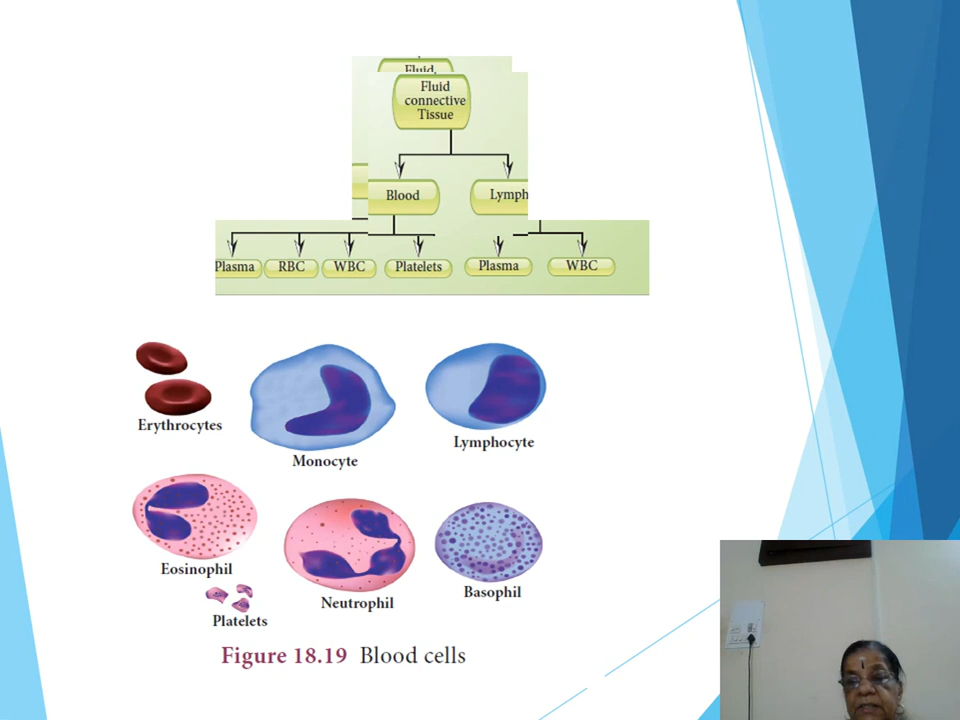 Fluid
Fluid
connective
Tissue
Blood
Lymph
Plasma
RBC
WBC
Platelets
Plasma
WBC
Erythrocytes
Monocyte
Lymphocyte
Eosinophil
Neutrophil
Basophil
Platelets
Figure 18.19 Blood cells